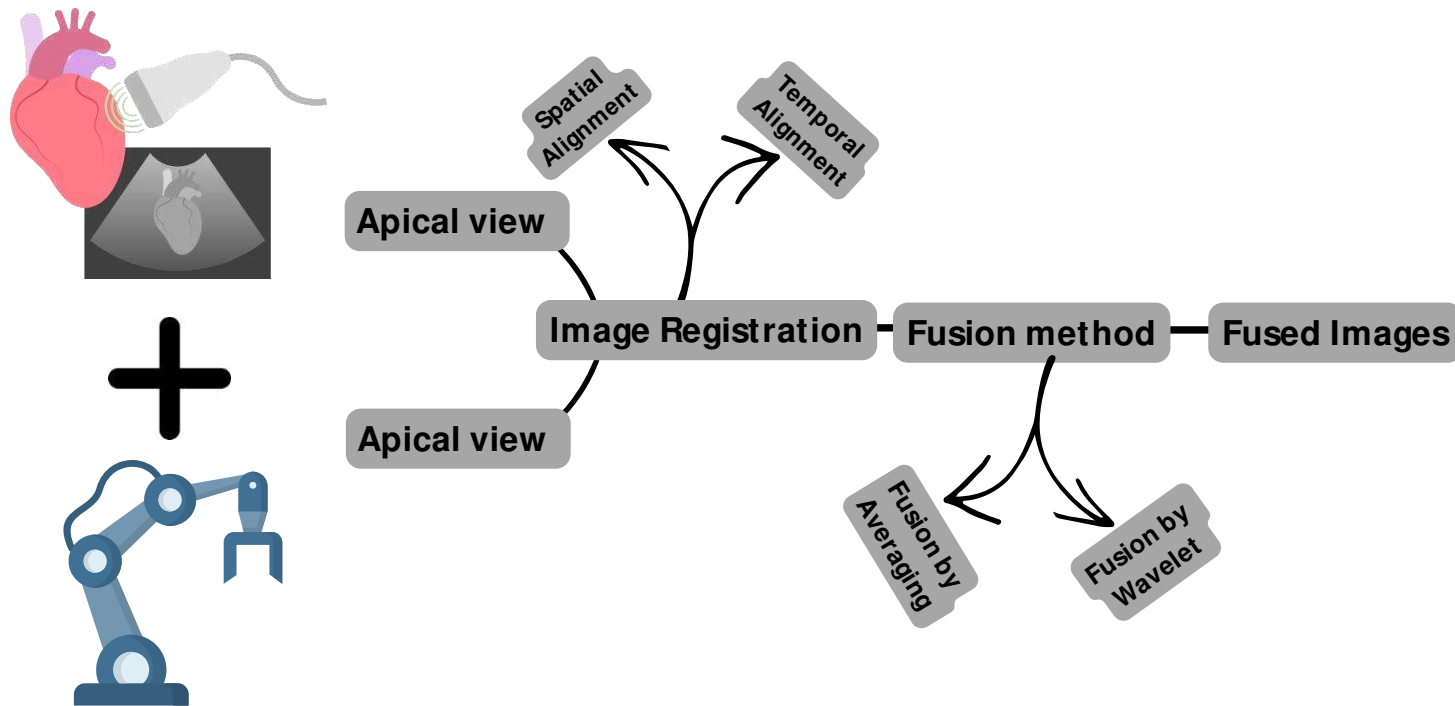 Spatial
Alignment
Temporal
Alignment
Apical view
Image Registration
Fusion method
Fused Images
Apical view
Fusion by
Averaging
Fusion by
Wavelet